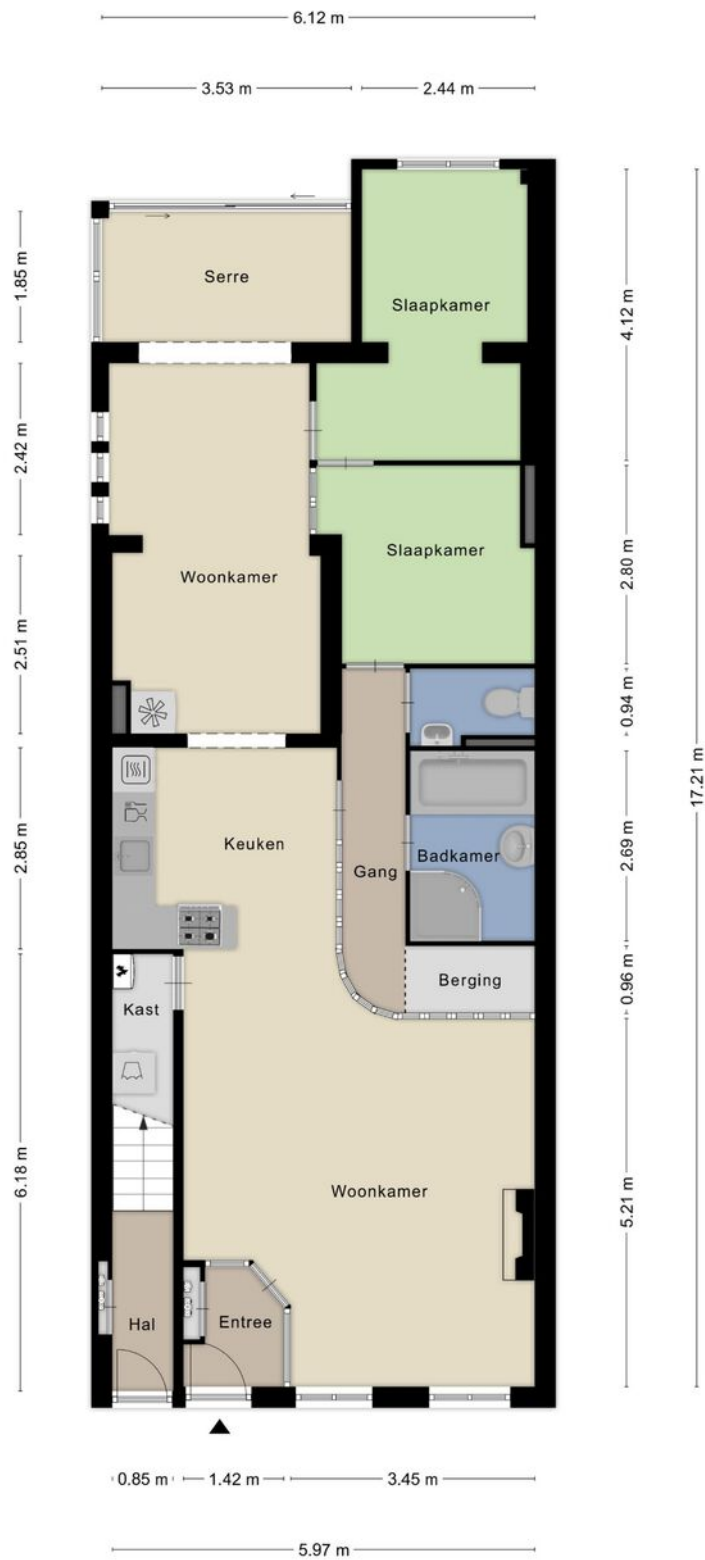 6.12 m
3.53 m
2.44 m
1.85 m
Serre
Slaapkamer
4.12 m
2.42 m
Slaapkamer
2.80 m
Woonkamer
2.51 m
0.94 m
17.21 m
2.85 m
Keuken
Gang
Badkamer
2.69 m
Kast
Berging
0.96 m
6.18 m
Woonkamer
5.21 m
Hal
Entree
0.85 m
1.42 m
3.45 m
5.97 m